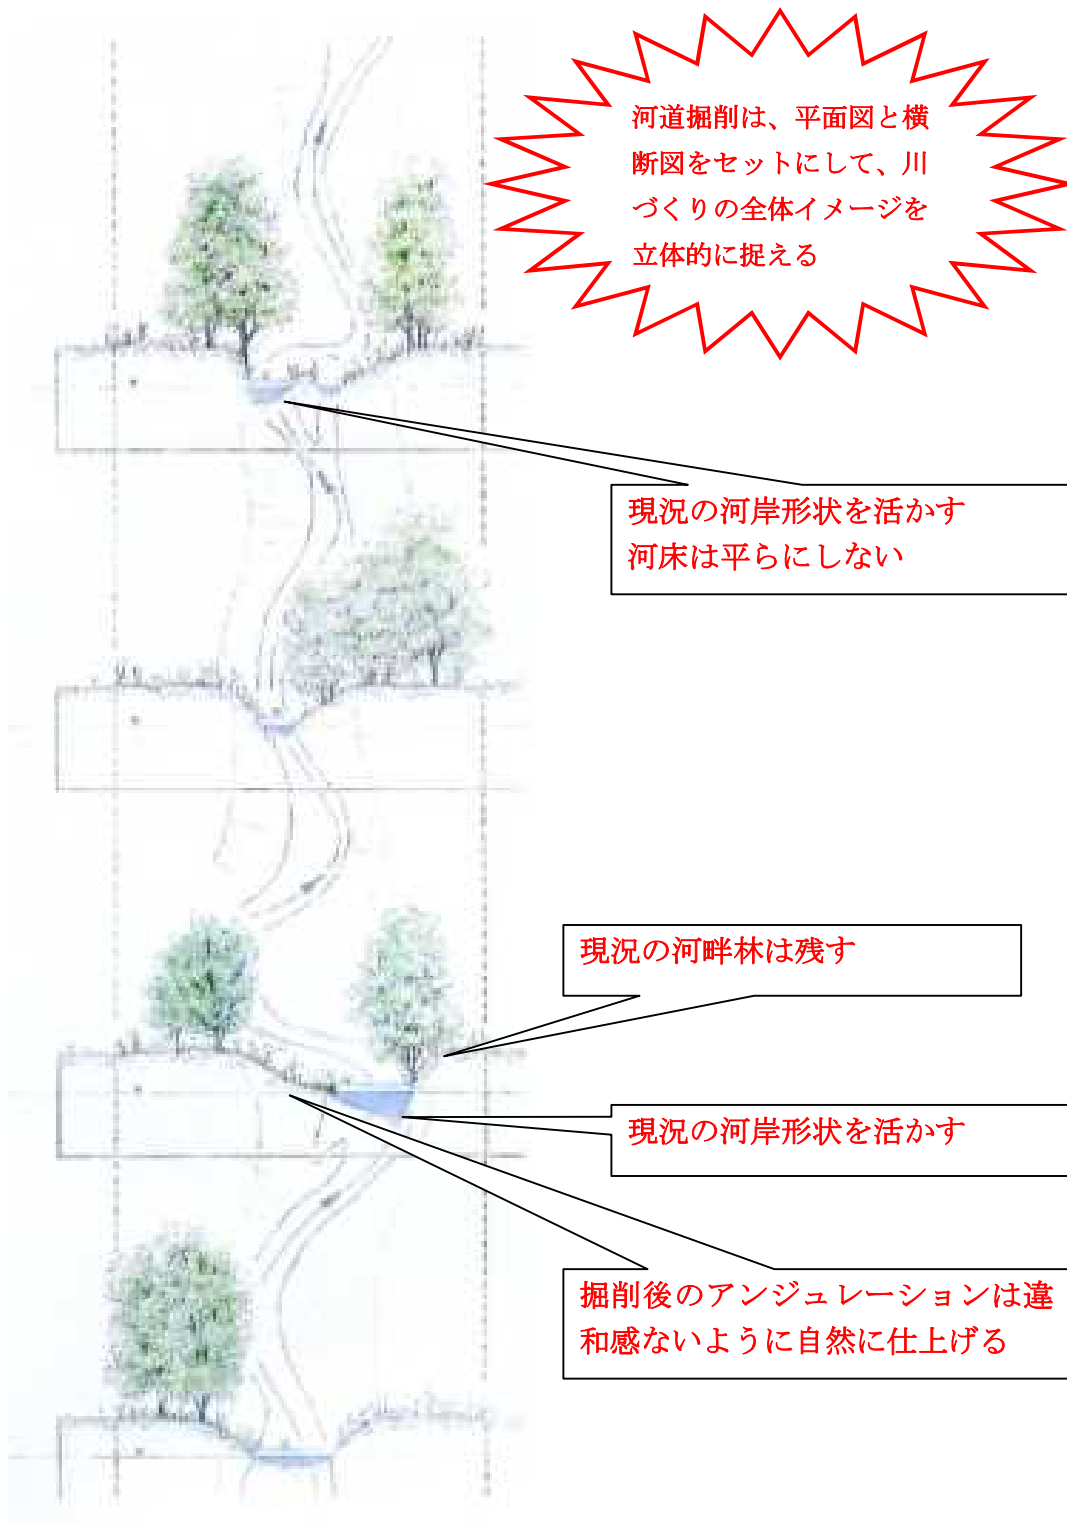 河道掘削は、平面図と横
断図をセットにして、川
づくりの全体イメージを
立体的に捉える
現況の河岸形状を活かす
河床は平らにしない
現況の河畔林は残す
現況の河岸形状を活かす
掘削後のアンジュレーションは違
和感ないように自然に仕上げる